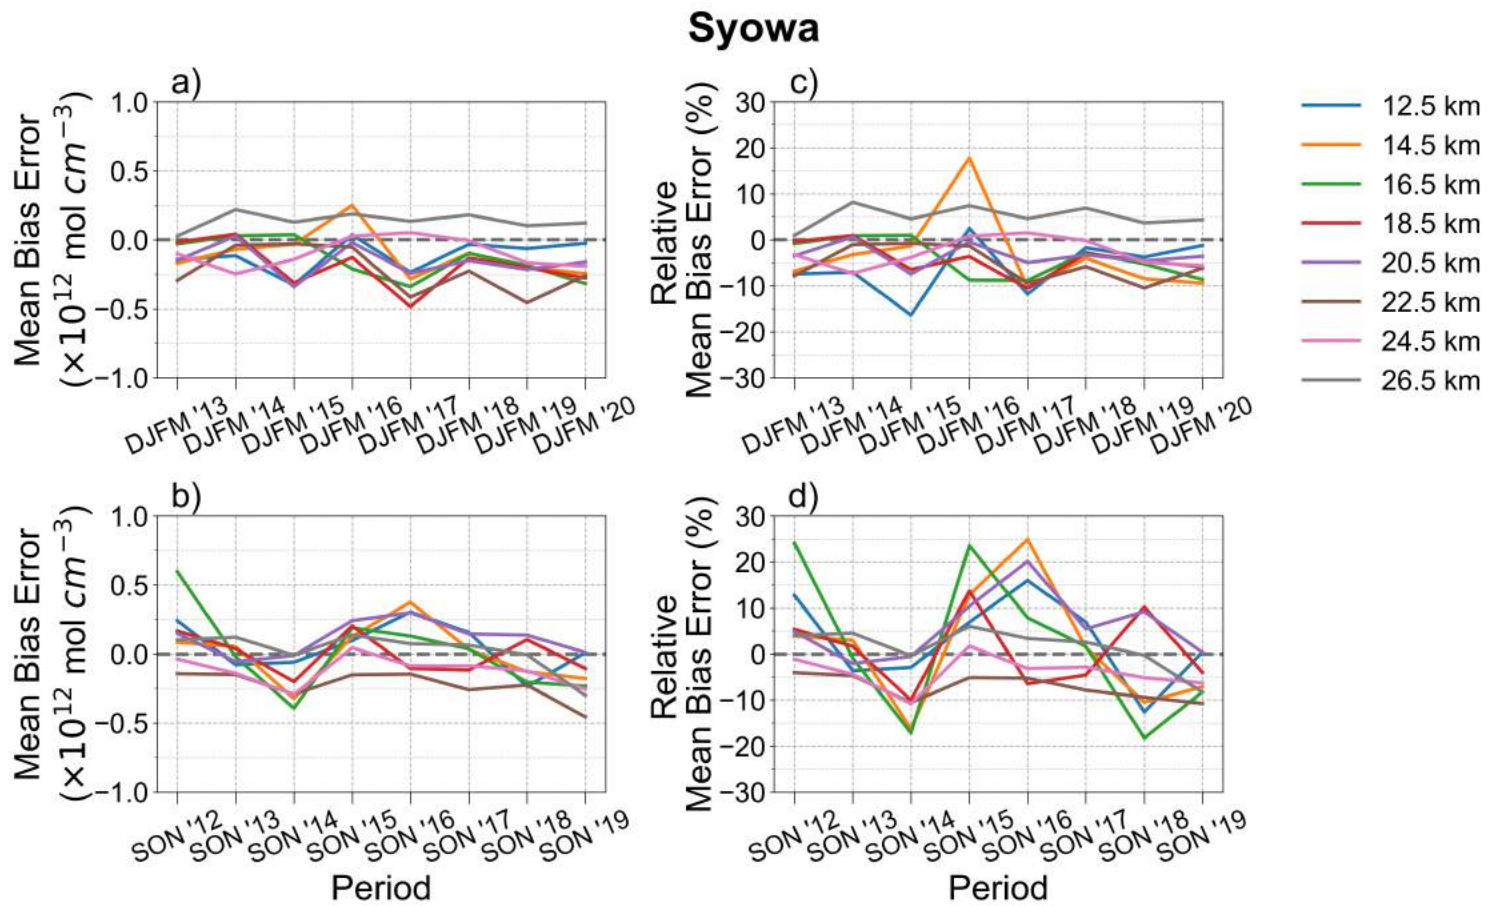 Syowa
a)
Mean Bias Error
(×10¹² mol cm⁻³)
1.0
0.5
0.0
−0.5
−1.0
DJFM '13
DJFM '14
DJFM '15
DJFM '16
DJFM '17
DJFM '18
DJFM '19
DJFM '20
c)
Relative
Mean Bias Error (%)
30
20
10
0
−10
−20
−30
DJFM '13
DJFM '14
DJFM '15
DJFM '16
DJFM '17
DJFM '18
DJFM '19
DJFM '20
12.5 km
14.5 km
16.5 km
18.5 km
20.5 km
22.5 km
24.5 km
26.5 km
b)
Mean Bias Error
(×10¹² mol cm⁻³)
1.0
0.5
0.0
−0.5
−1.0
SON '12
SON '13
SON '14
SON '15
SON '16
SON '17
SON '18
SON '19
Period
d)
Relative
Mean Bias Error (%)
30
20
10
0
−10
−20
−30
SON '12
SON '13
SON '14
SON '15
SON '16
SON '17
SON '18
SON '19
Period